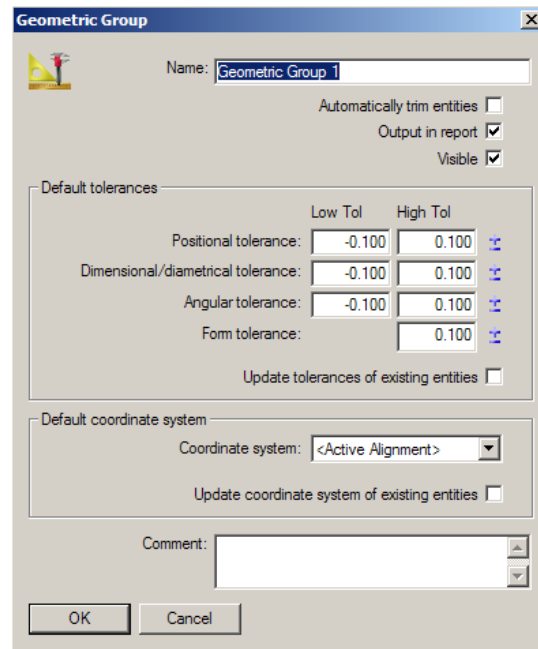 Geometric Group
Name: Geometric Group 1
Automatically trim entities
Output in report
Visible
Default tolerances
Low Tol High Tol
Positional tolerance: -0.100 0.100
Dimensional/diametrical tolerance: -0.100 0.100
Angular tolerance: -0.100 0.100
Form tolerance: 0.100
Update tolerances of existing entities
Default coordinate system
Coordinate system: <Active Alignment>
Update coordinate system of existing entities
Comment:
OK Cancel